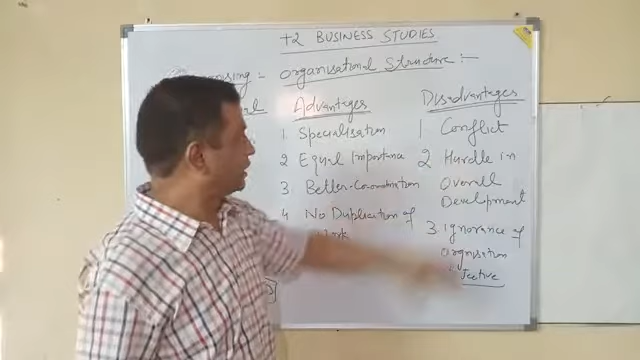 +2 BUSINESS STUDIES
organisational Structure :-
Advantages
1. Specialisation
2 Equal Importance
3. Better-Coordination
4 No Duplication of
Disadvantages
1 Conflict
2 Hurdle in
Overall
Development
3. ignorance of